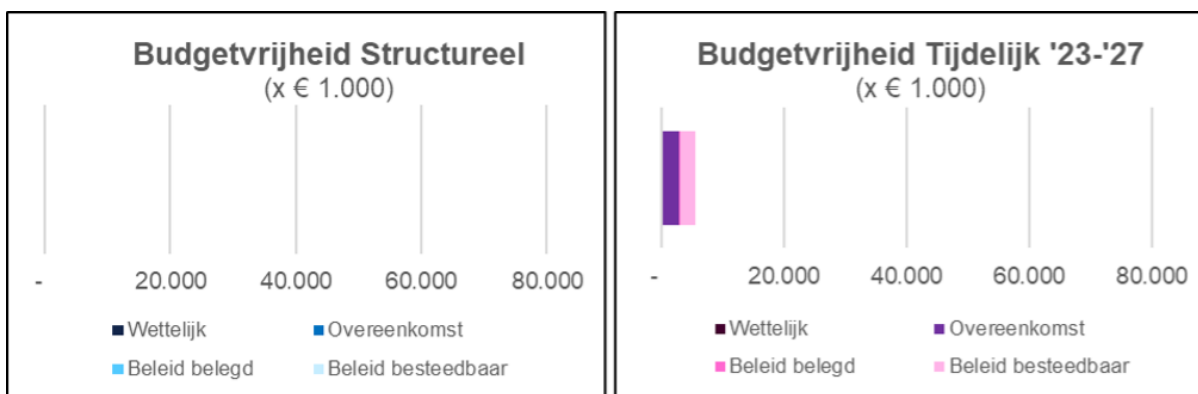 Budgetvrijheid Structureel
(x € 1.000)
- 20.000 40.000 60.000 80.000
Wettelijk Overeenkomst
Beleid belegd Beleid besteedbaar
Budgetvrijheid Tijdelijk '23-'27
(x € 1.000)
- 20.000 40.000 60.000 80.000
Wettelijk Overeenkomst
Beleid belegd Beleid besteedbaar